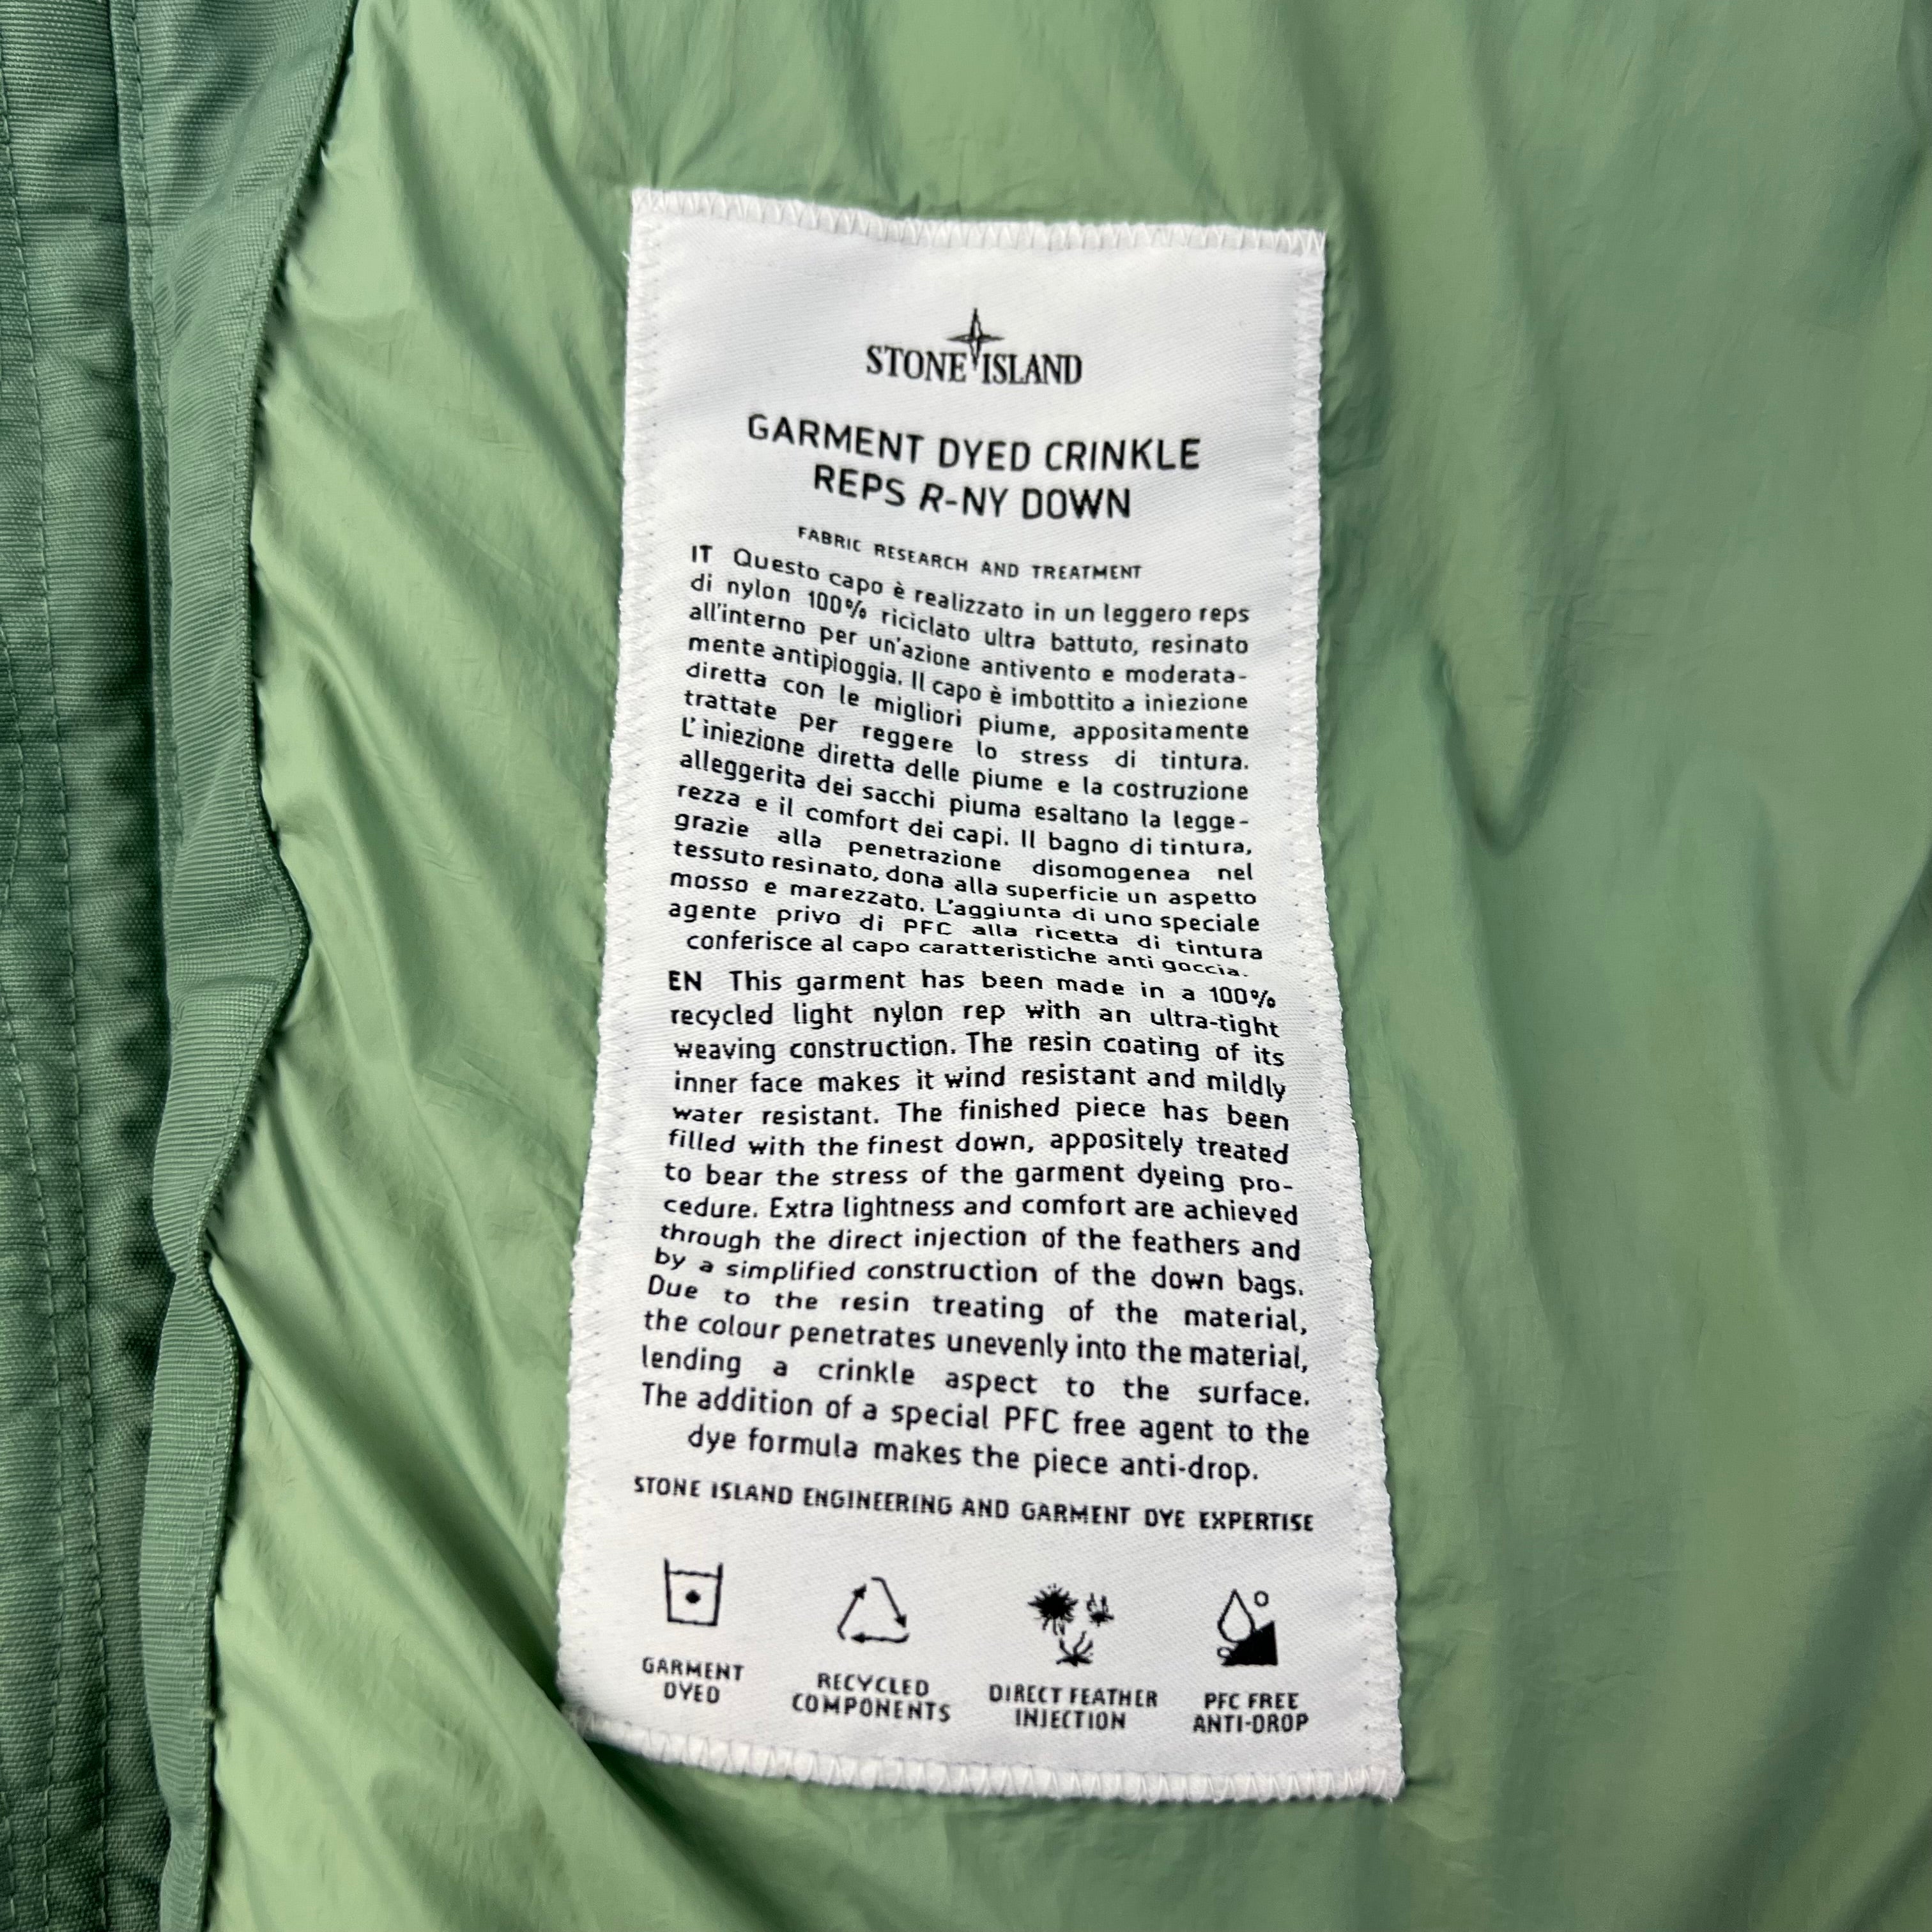 STONE ISLAND
GARMENT DYED CRINKLE
REPS R-NY DOWN
FABRIC RESEARCH AND TREATMENT
IT Questo capo è realizzato in un leggero reps
di nylon 100% riciclato ultra battuto, resinato
all'interno per un'azione antivento e moderata-
mente antipioggia. Il capo è imbottito a iniezione
diretta con le migliori piume, appositamente
trattate per reggere lo stress di tintura.
L'iniezione diretta delle piume e la costruzione
alleggerita dei sacchi piuma esaltano la legge-
rezza e il comfort dei capi. Il bagno di tintura,
grazie alla penetrazione disomogenea nel
tessuto resinato, dona alla superficie un aspetto
mosso e marezzato. L'aggiunta di uno speciale
agente privo di PFC alla ricetta di tintura
conferisce al capo caratteristiche anti goccia.
EN This garment has been made in a 100%
recycled light nylon rep with an ultra-tight
weaving construction. The resin coating of its
inner face makes it wind resistant and mildly
water resistant. The finished piece has been
filled with the finest down, appositely treated
to bear the stress of the garment dyeing pro-
cedure. Extra lightness and comfort are achieved
through the direct injection of the feathers and
by a simplified construction of the down bags.
Due to the resin treating of the material,
the colour penetrates unevenly into the material,
lending a crinkle aspect to the surface.
The addition of a special PFC free agent to the
dye formula makes the piece anti-drop.
STONE ISLAND ENGINEERING AND GARMENT DYE EXPERTISE
GARMENT
DYED
RECYCLED
COMPONENTS
DIRECT FEATHER
INJECTION
PFC FREE
ANTI-DROP